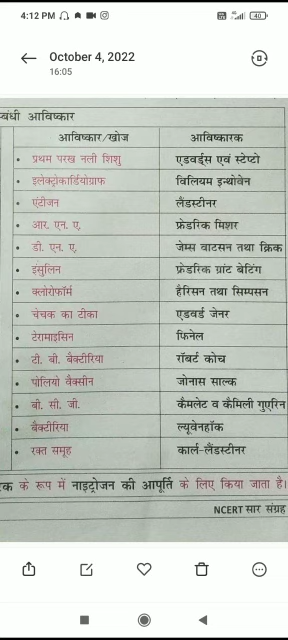 4:12 PM
40
October 4, 2022
16:05
म्बंधी आविष्कार
आविष्कार/खोज आविष्कारक
• प्रथम परख नली शिशु एडवर्ड्स एवं स्टेप्टो
• इलेक्ट्रोकार्डियोग्राफ विलियम इन्थोवेन
• एंटीजन लैंडस्टीनर
• आर. एन. ए. फ्रेडरिक मिशर
• डी. एन. ए. जेम्स वाटसन तथा क्रिक
• इंसुलिन फ्रेडरिक ग्रांट बेटिंग
• क्लोरोफॉर्म हैरिसन तथा सिम्पसन
• चेचक का टीका एडवर्ड जेनर
• टेरामाइसिन फिनेल
• टी. बी. बैक्टीरिया रॉबर्ट कोच
• पोलियो वैक्सीन जोनास साल्क
• बी. सी. जी. कैमलेट व कैमिली गुएरिन
• बैक्टीरिया ल्यूवेनहॉक
• रक्त समूह कार्ल-लैंडस्टीनर
क के रूप में नाइट्रोजन की आपूर्ति के लिए किया जाता है।
NCERT सार संग्रह